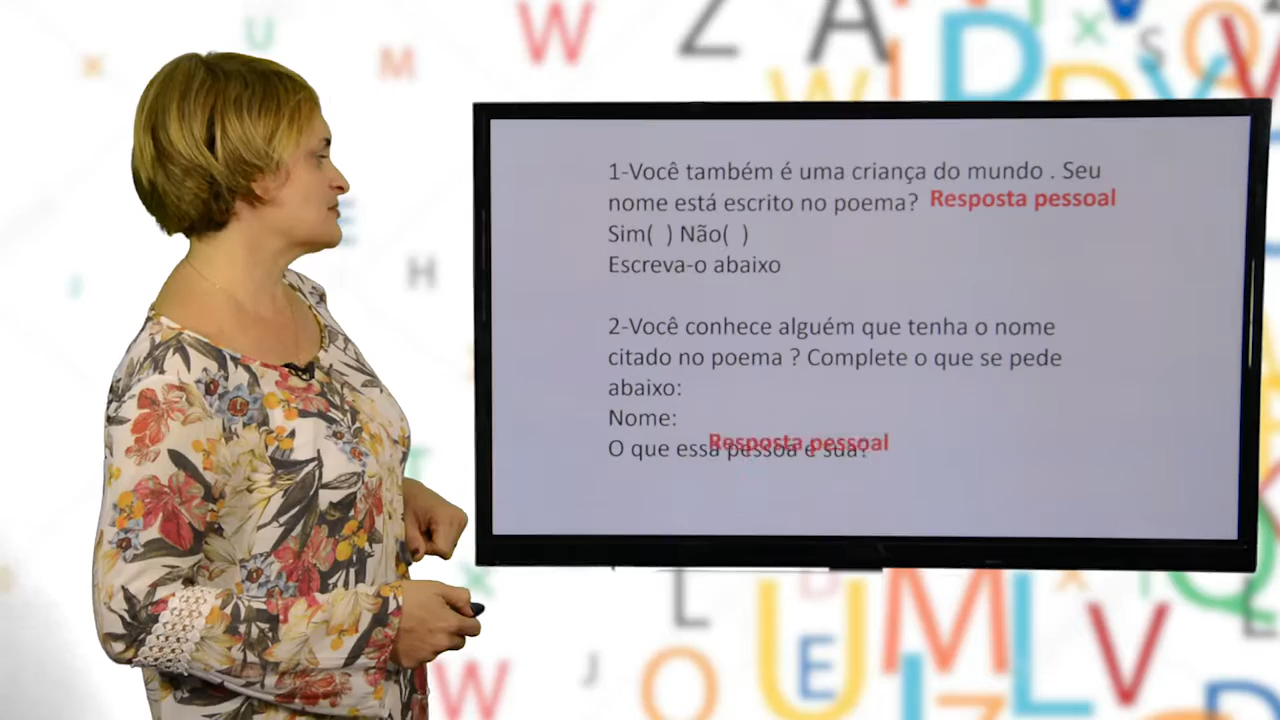 1-Você também é uma criança do mundo . Seu
nome está escrito no poema? Resposta pessoal
Sim( ) Não( )
Escreva-o abaixo
2-Você conhece alguém que tenha o nome
citado no poema ? Complete o que se pede
abaixo:
Nome:
Resposta pessoal
O que essa pessoa é sua?